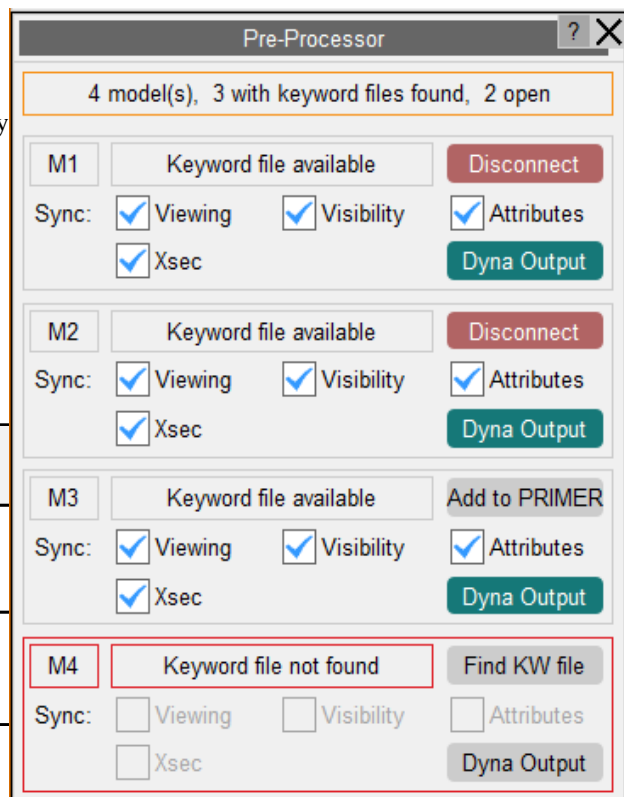 Pre-Processor ?
4 model(s), 3 with keyword files found, 2 open
y
M1 Keyword file available Disconnect
Sync: Viewing Visibility Attributes
Xsec Dyna Output
M2 Keyword file available Disconnect
Sync: Viewing Visibility Attributes
Xsec Dyna Output
M3 Keyword file available Add to PRIMER
Sync: Viewing Visibility Attributes
Xsec Dyna Output
M4 Keyword file not found Find KW file
Sync: Viewing Visibility Attributes
Xsec Dyna Output